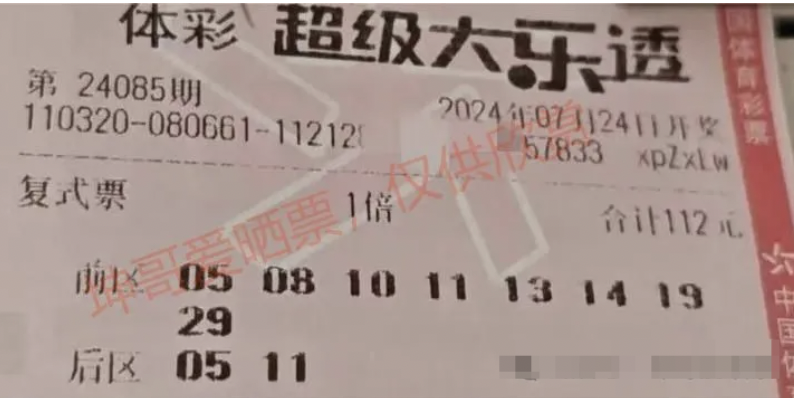 体彩 超级大乐透
第 24085期
2024年07月24日开奖
110320-080661-11212
57833 xpZxLw
复式票 1倍 合计112元
坤哥爱晒票，仅供欣赏
前区 05 08 10 11 13 14 19
29
后区 05 11
国体育彩票
中国体